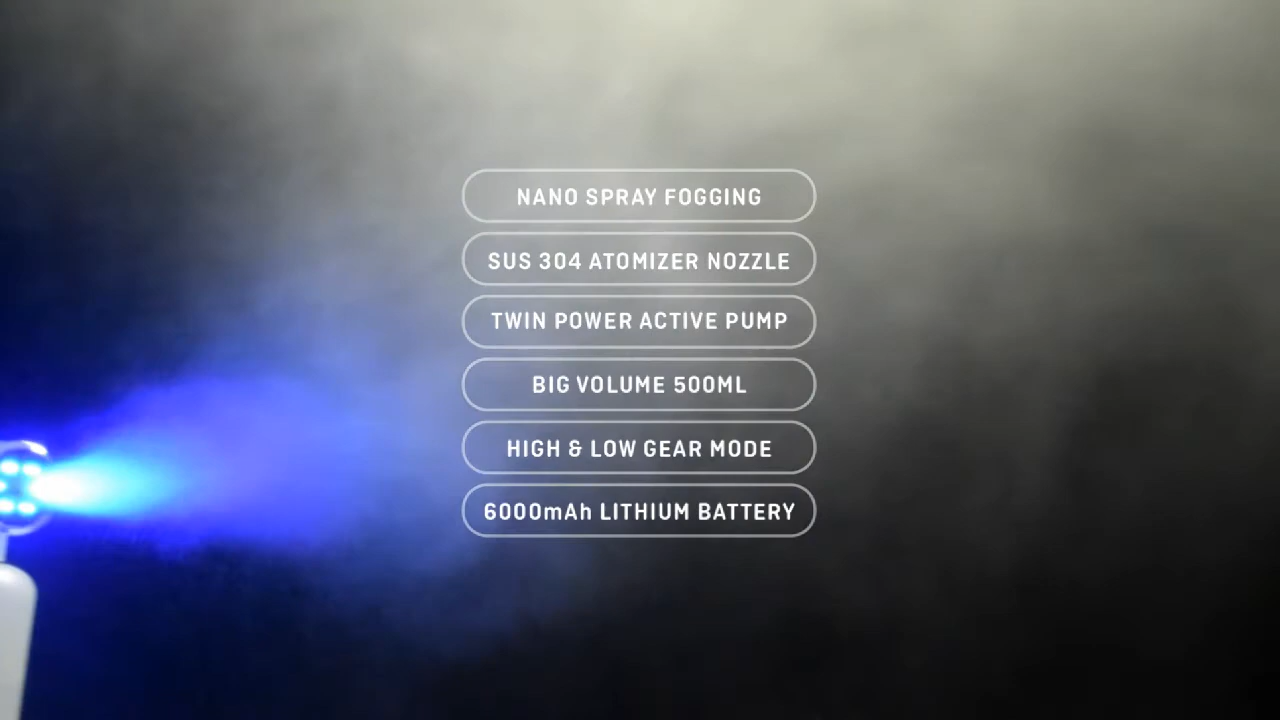 NANO SPRAY FOGGING
SUS 304 ATOMIZER NOZZLE
TWIN POWER ACTIVE PUMP
BIG VOLUME 500ML
HIGH & LOW GEAR MODE
6000mAh LITHIUM BATTERY